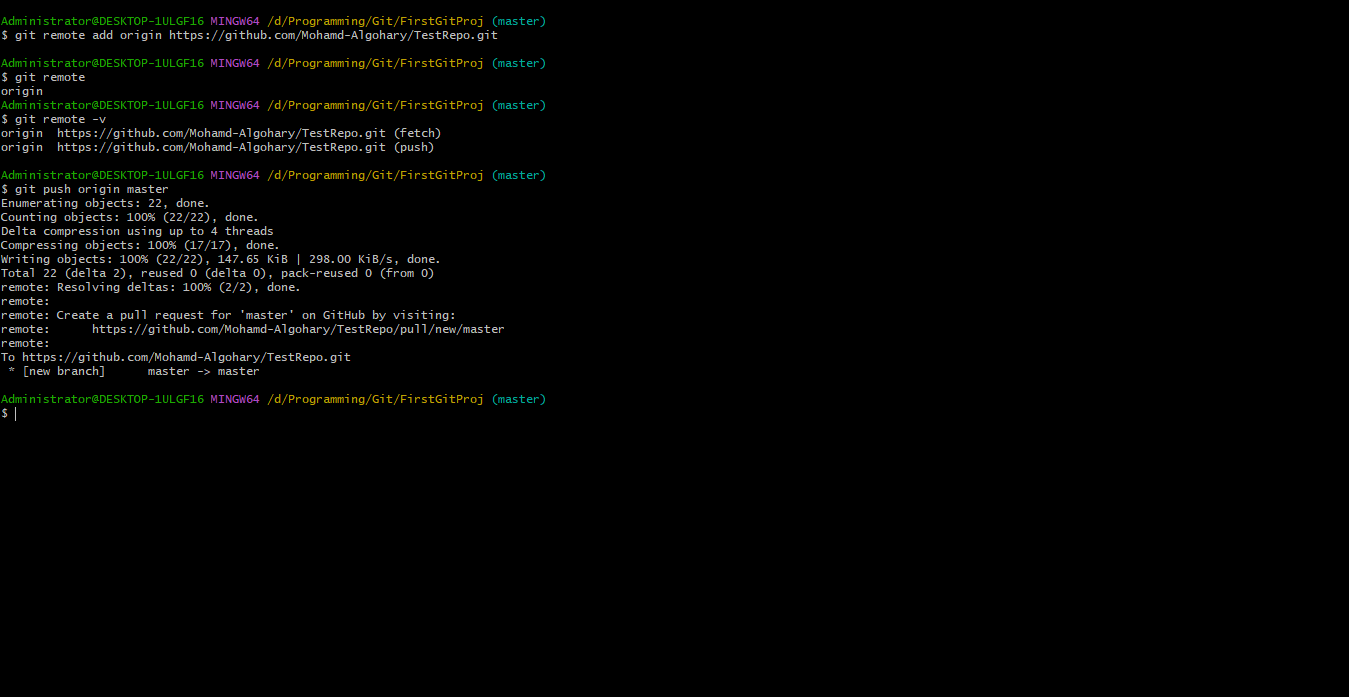 Administrator@DESKTOP-1ULGF16 MINGW64 /d/Programming/Git/FirstGitProj (master)
$ git remote add origin https://github.com/Mohamd-Algohary/TestRepo.git
Administrator@DESKTOP-1ULGF16 MINGW64 /d/Programming/Git/FirstGitProj (master)
$ git remote
origin
Administrator@DESKTOP-1ULGF16 MINGW64 /d/Programming/Git/FirstGitProj (master)
$ git remote -v
origin  https://github.com/Mohamd-Algohary/TestRepo.git (fetch)
origin  https://github.com/Mohamd-Algohary/TestRepo.git (push)
Administrator@DESKTOP-1ULGF16 MINGW64 /d/Programming/Git/FirstGitProj (master)
$ git push origin master
Enumerating objects: 22, done.
Counting objects: 100% (22/22), done.
Delta compression using up to 4 threads
Compressing objects: 100% (17/17), done.
Writing objects: 100% (22/22), 147.65 KiB | 298.00 KiB/s, done.
Total 22 (delta 2), reused 0 (delta 0), pack-reused 0 (from 0)
remote: Resolving deltas: 100% (2/2), done.
remote:
remote: Create a pull request for 'master' on GitHub by visiting:
remote:      https://github.com/Mohamd-Algohary/TestRepo/pull/new/master
remote:
To https://github.com/Mohamd-Algohary/TestRepo.git
 * [new branch]      master -> master
Administrator@DESKTOP-1ULGF16 MINGW64 /d/Programming/Git/FirstGitProj (master)
$